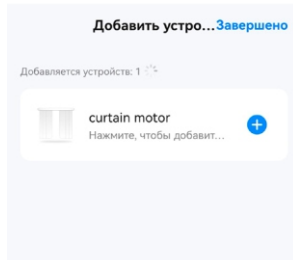 Добавить устро...Завершено
Добавляется устройств: 1
curtain motor
Нажмите, чтобы добавит...